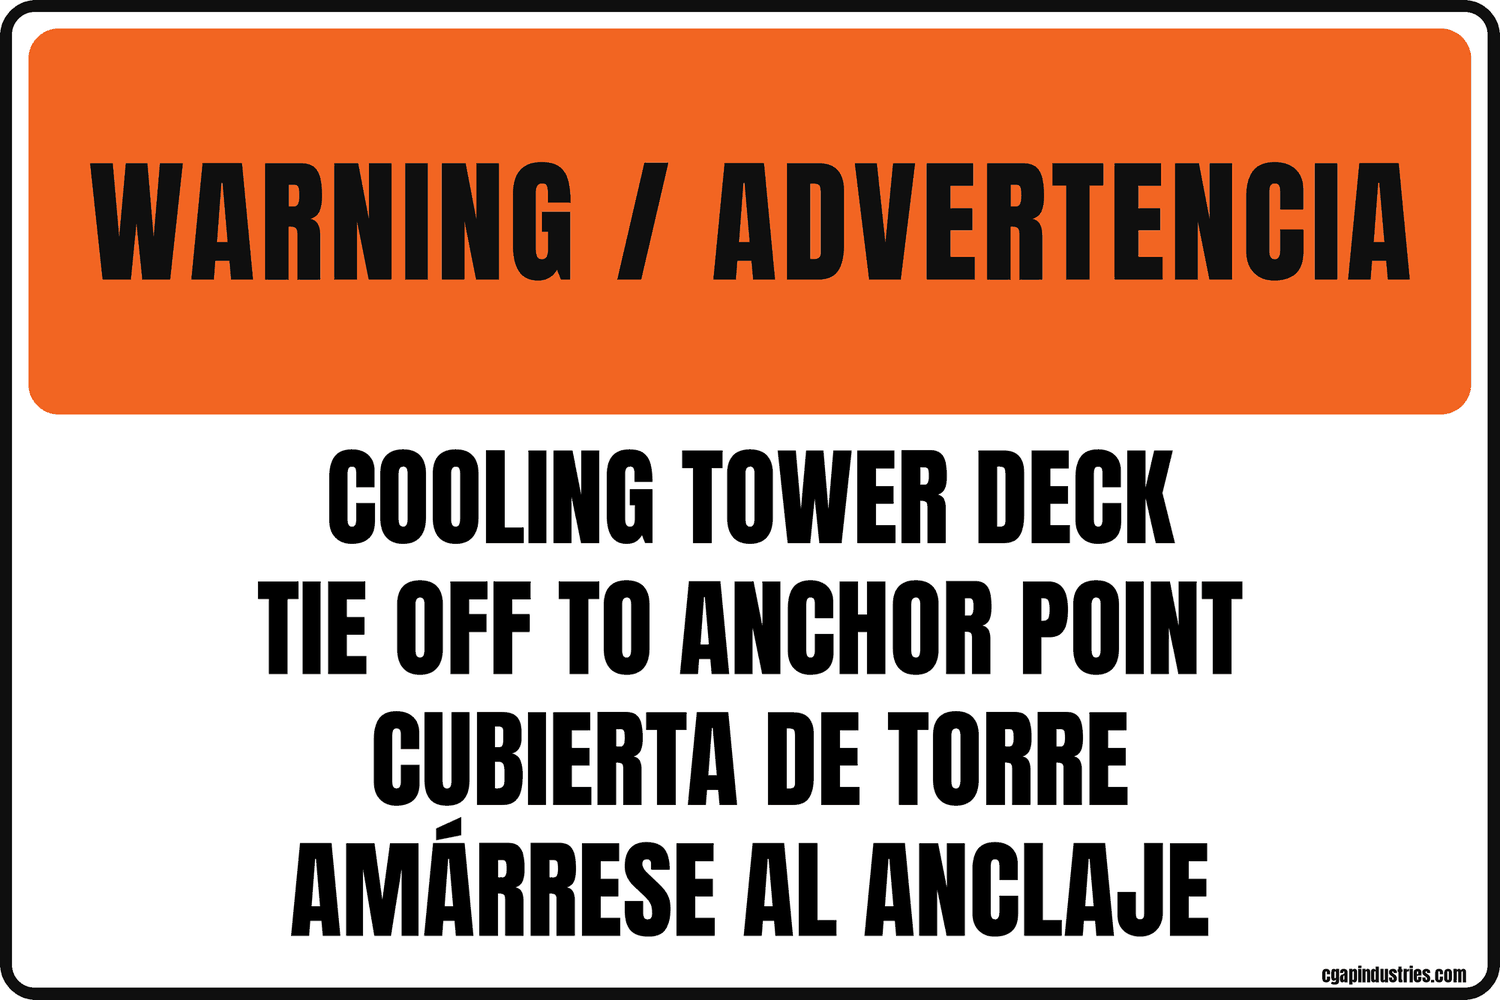 WARNING / ADVERTENCIA
COOLING TOWER DECK
TIE OFF TO ANCHOR POINT
CUBIERTA DE TORRE
AMÁRRESE AL ANCLAJE
cgapindustries.com